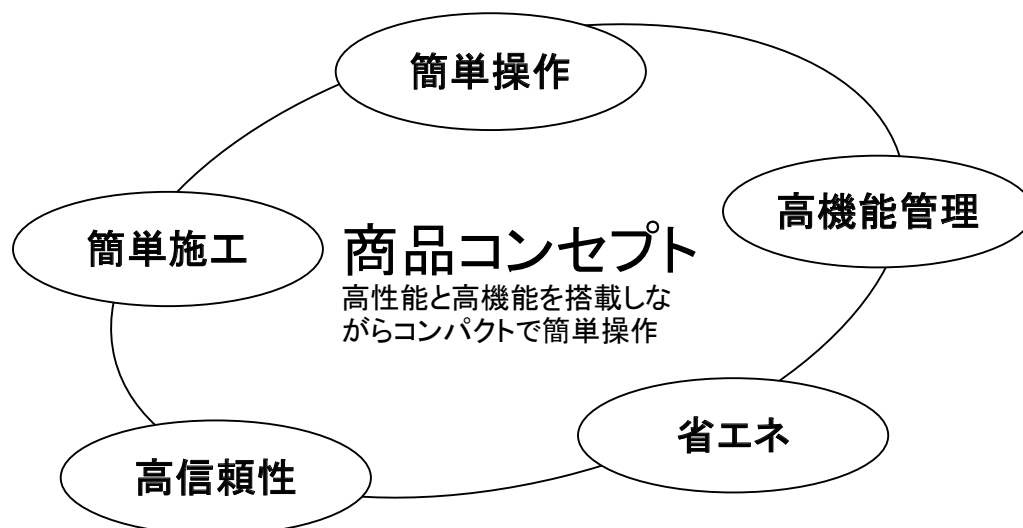 簡単操作
高機能管理
簡単施工
商品コンセプト
高性能と高機能を搭載しな
がらコンパクトで簡単操作
省エネ
高信頼性